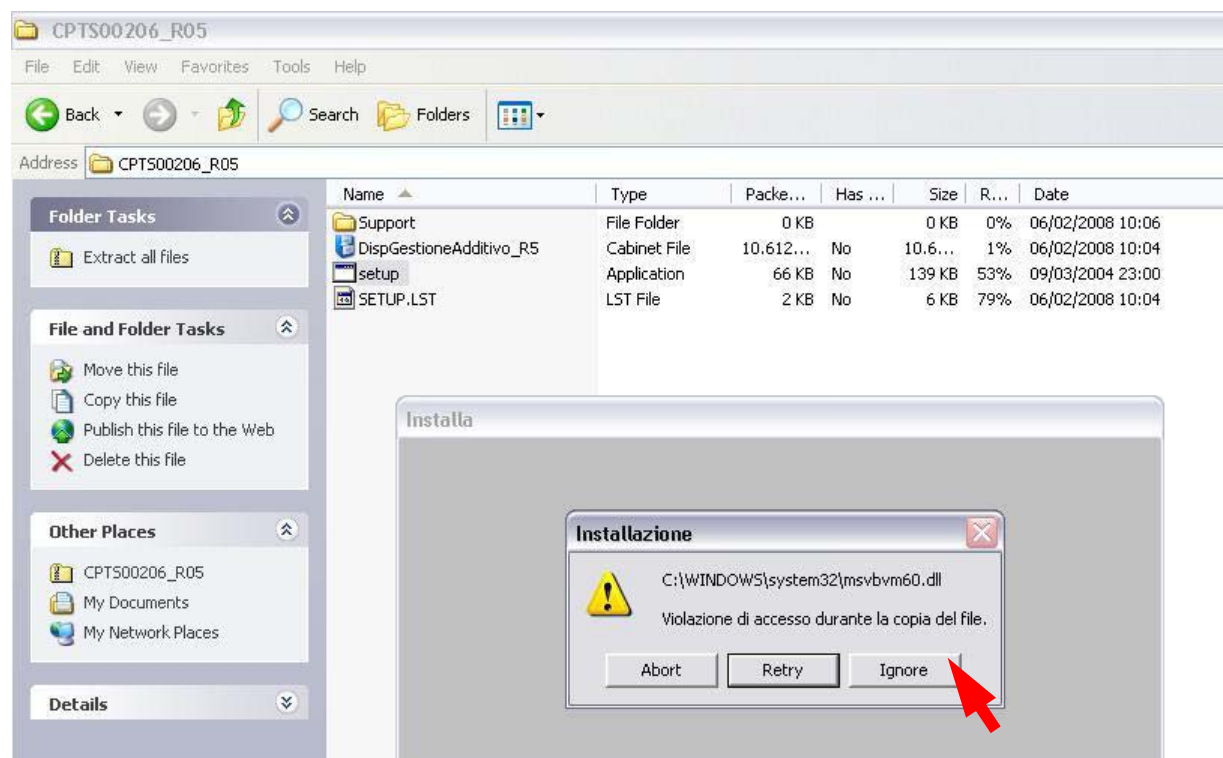 CPTS00206_R05
File Edit View Favorites Tools Help
Back Search Folders
Address CPTS00206_R05
Folder Tasks
Extract all files
File and Folder Tasks
Move this file
Copy this file
Publish this file to the Web
Delete this file
Other Places
CPTS00206_R05
My Documents
My Network Places
Details
Name Type Packe... Has ... Size R... Date
Support File Folder 0 KB 0 KB 0% 06/02/2008 10:06
DispGestioneAdditivo_R5 Cabinet File 10.612... No 10.6... 1% 06/02/2008 10:04
setup Application 66 KB No 139 KB 53% 09/03/2004 23:00
SETUP.LST LST File 2 KB No 6 KB 79% 06/02/2008 10:04
Installa
Installazione
C:\WINDOWS\system32\msvbvm60.dll
Violazione di accesso durante la copia del file.
Abort Retry Ignore